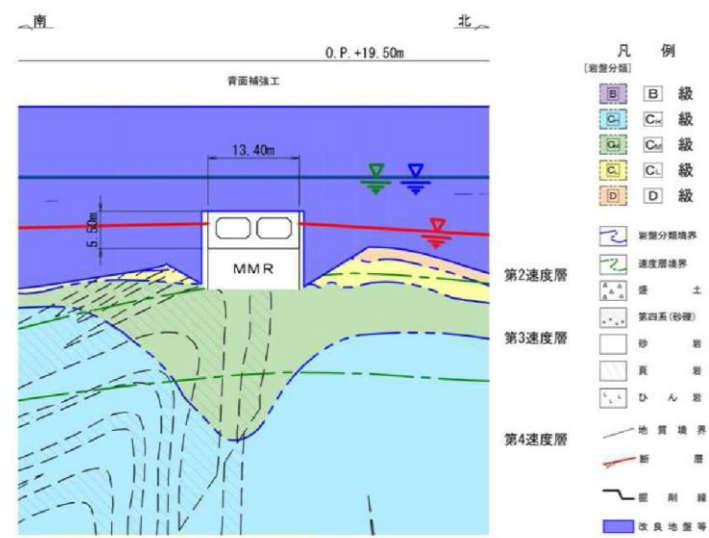 南
北
O.P.+19.50m
背面補強工
13.40m
5.50m
MMR
第2速度層
第3速度層
第4速度層
凡 例
[岩盤分類]
B B 級
CH CH 級
CM CM 級
CL CL 級
D D 級
岩盤分類境界
速度層境界
盛 土
第四系(砂礫)
砂 岩
頁 岩
ひん岩
地質境界
断 層
掘削線
改良地盤等